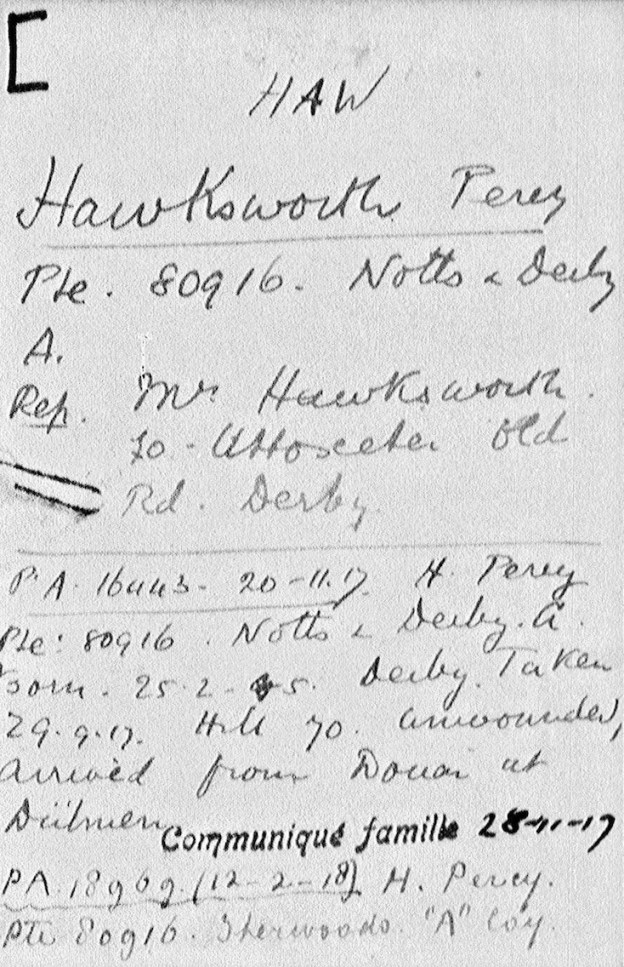 HAW
Hawksworth Percy
Pte. 80916. Notts & Derby
A.
Rep. Mr Hawksworth.
70 - Uttoxeter Old
Rd. Derby.
P.A. 16443 - 20-11.17. H. Percy
Pte: 80916. Notts & Derby. A.
Born. 25.2. Derby. Taken
29.9.17. Hill 70. unwounded,
arrived from Douai at
Dülmen
Communiqué famille 28-11-17
PA. 18969. (12-2-18) H. Percy.
Pte 80916. Sherwoods. "A" Coy.